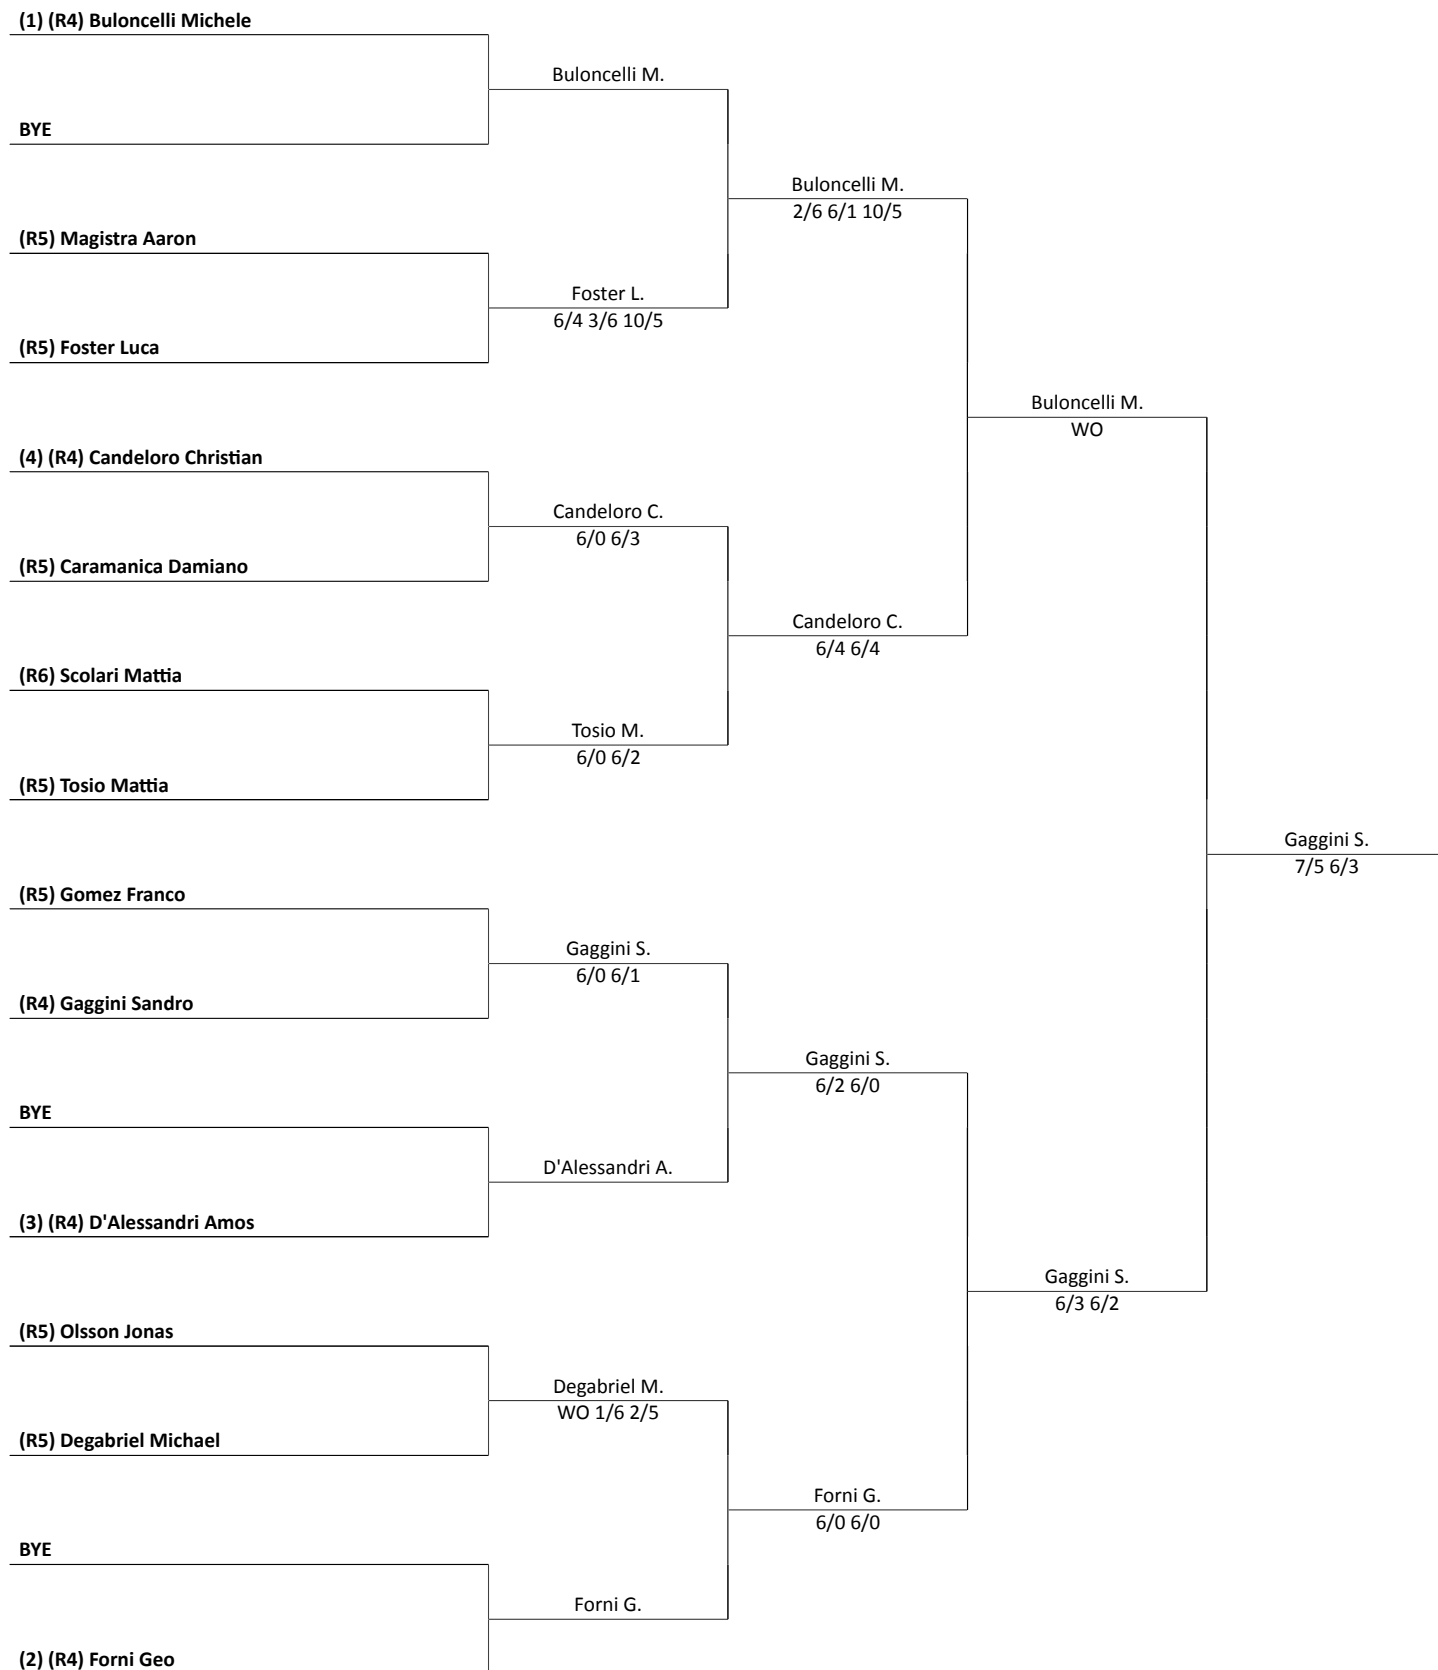 (1) (R4) Buloncelli Michele
Buloncelli M.
BYE
Buloncelli M.
2/6 6/1 10/5
(R5) Magistra Aaron
Foster L.
6/4 3/6 10/5
(R5) Foster Luca
Buloncelli M.
WO
(4) (R4) Candeloro Christian
Candeloro C.
6/0 6/3
(R5) Caramanica Damiano
Candeloro C.
6/4 6/4
(R6) Scolari Mattia
Tosio M.
6/0 6/2
(R5) Tosio Mattia
Gaggini S.
7/5 6/3
(R5) Gomez Franco
Gaggini S.
6/0 6/1
(R4) Gaggini Sandro
Gaggini S.
6/2 6/0
BYE
D'Alessandri A.
(3) (R4) D'Alessandri Amos
Gaggini S.
6/3 6/2
(R5) Olsson Jonas
Degabriel M.
WO 1/6 2/5
(R5) Degabriel Michael
Forni G.
6/0 6/0
BYE
Forni G.
(2) (R4) Forni Geo